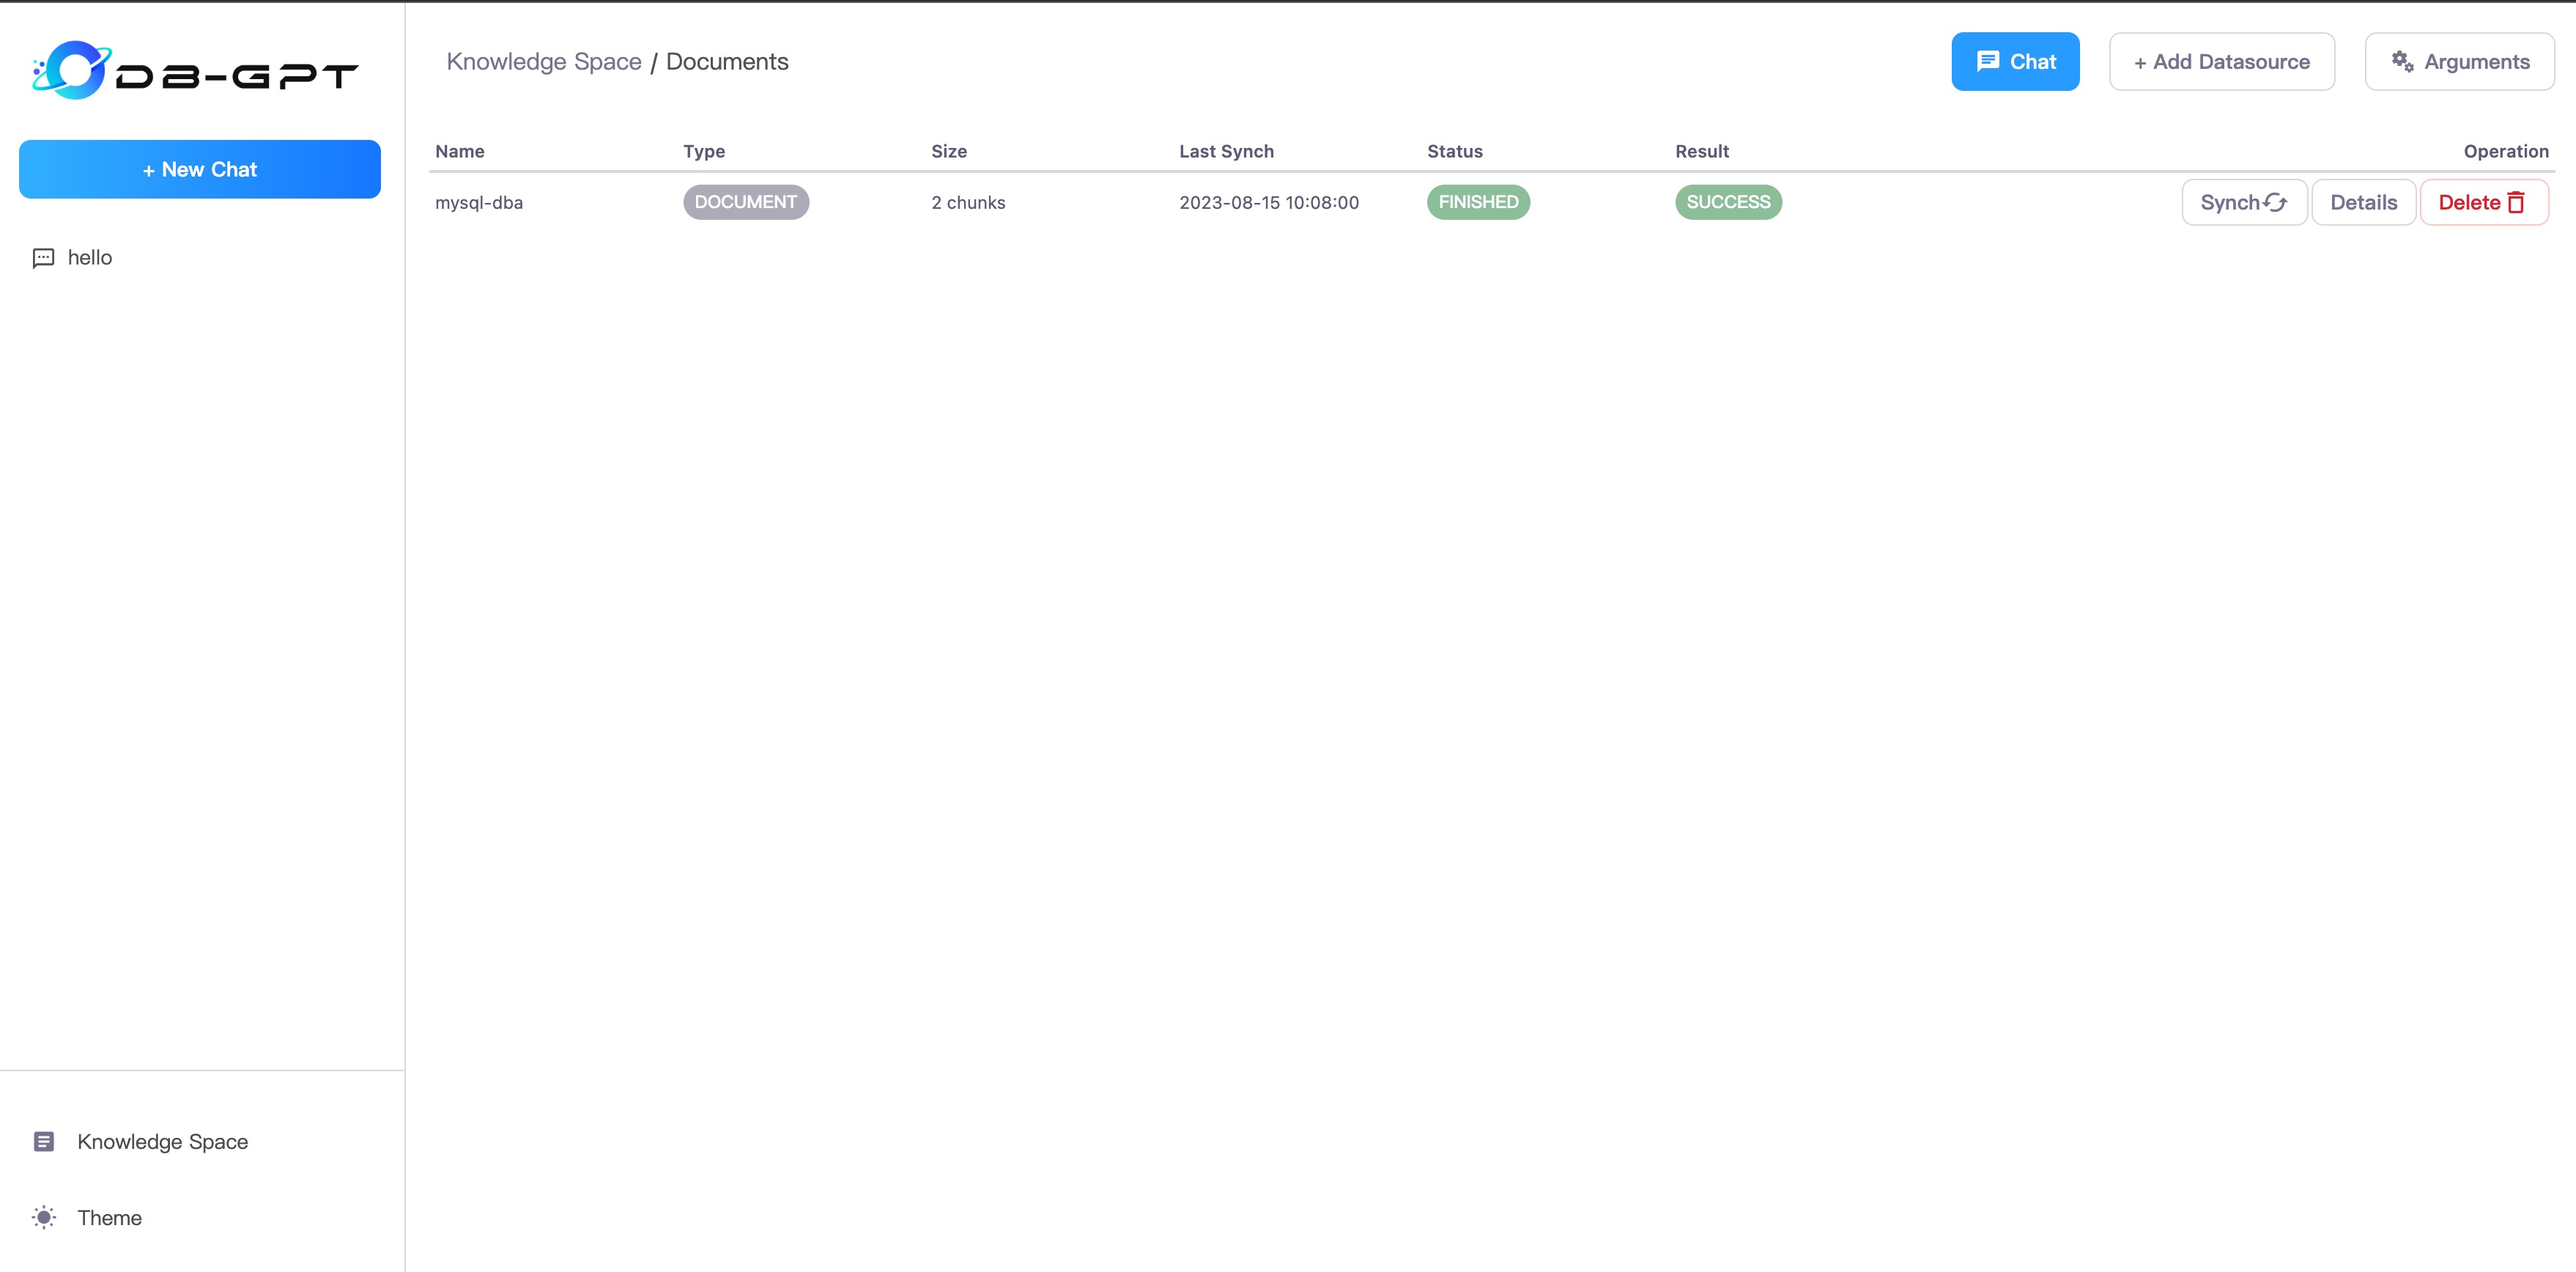 DB-GPT
+ New Chat
hello
Knowledge Space
Theme
Knowledge Space / Documents
Chat
+ Add Datasource
Arguments
Name Type Size Last Synch Status Result Operation
mysql-dba DOCUMENT 2 chunks 2023-08-15 10:08:00 FINISHED SUCCESS Synch Details Delete